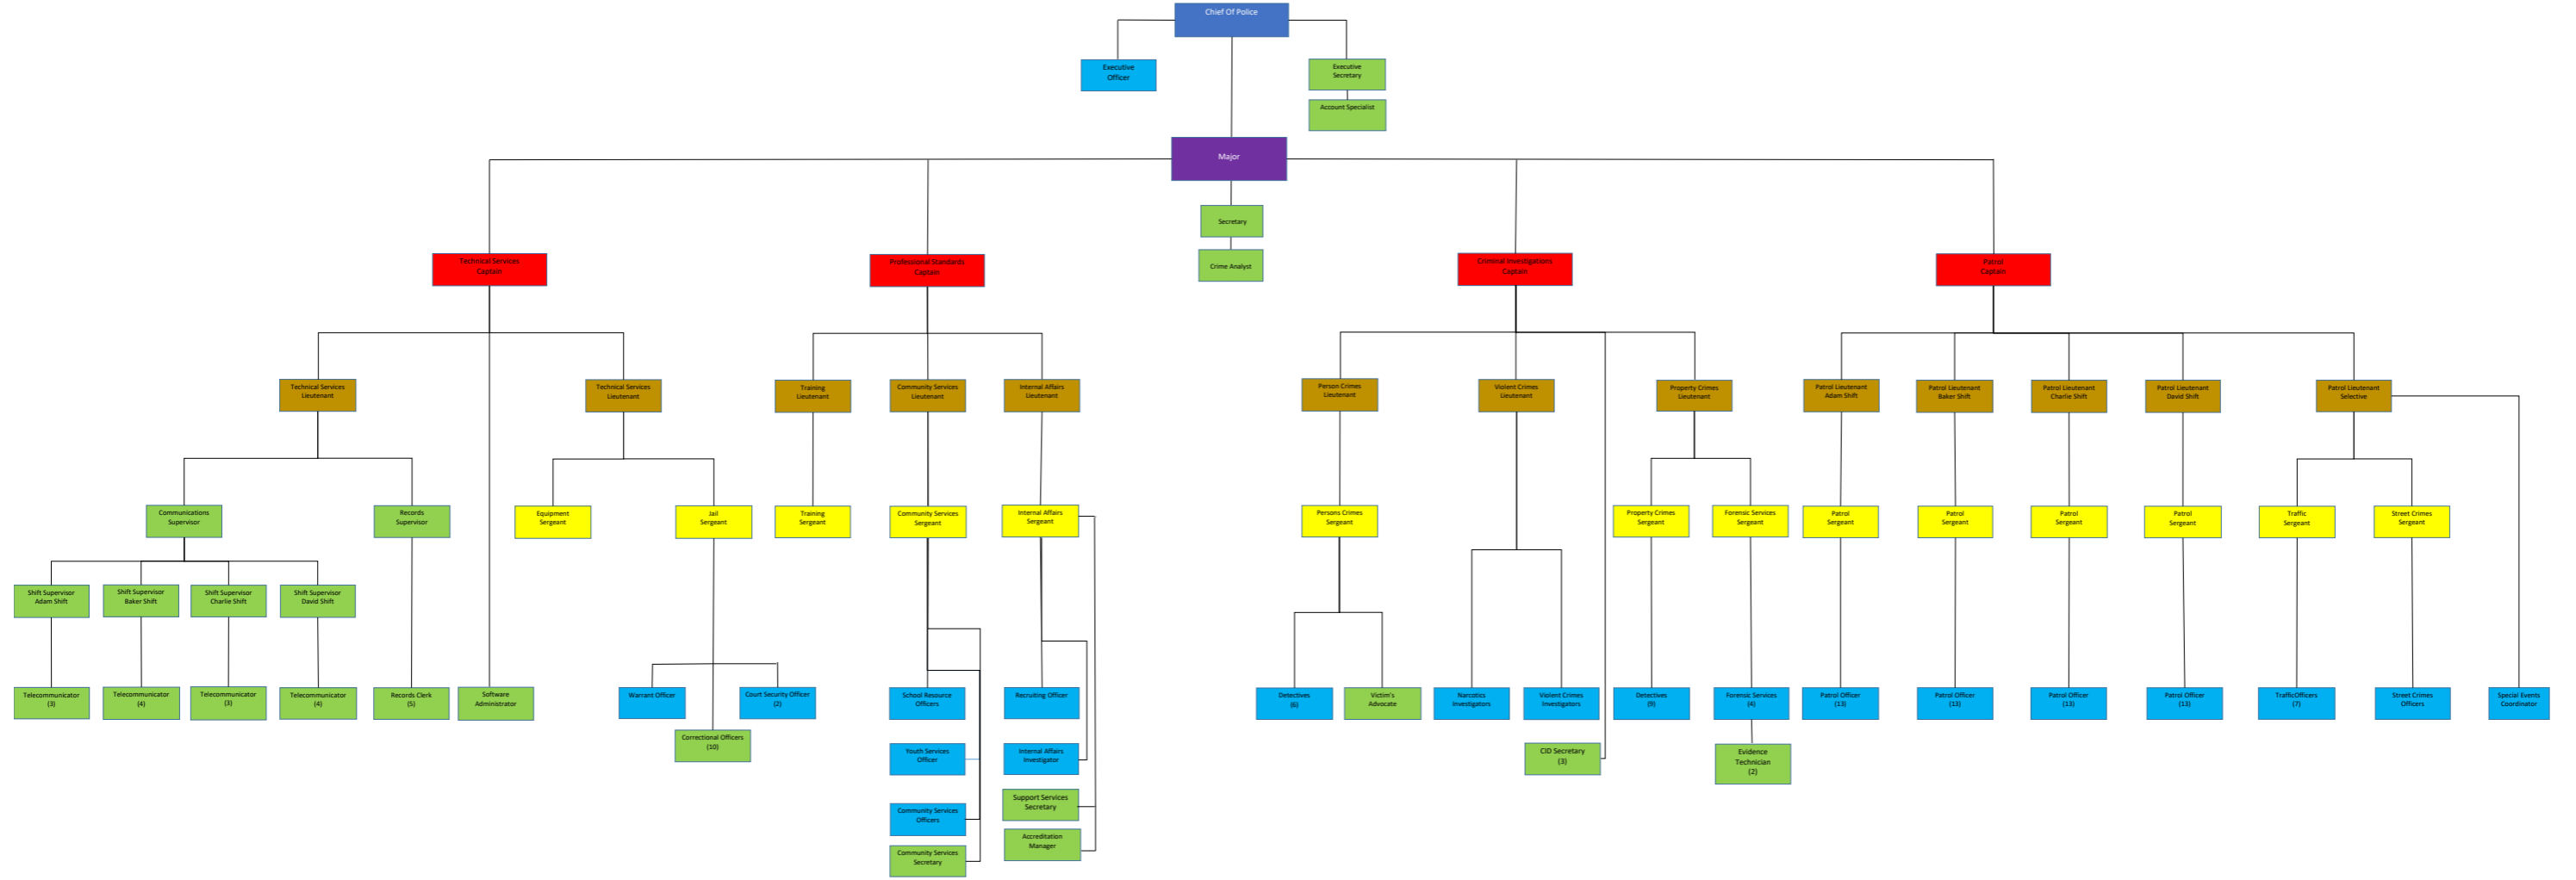 Chief Of Police
Executive
Officer
Executive
Secretary
Account Specialist
Major
Secretary
Crime Analyst
Technical Services
Captain
Professional Standards
Captain
Criminal Investigations
Captain
Patrol
Captain
Technical Services
Lieutenant
Technical Services
Lieutenant
Training
Lieutenant
Community Services
Lieutenant
Internal Affairs
Lieutenant
Person Crimes
Lieutenant
Violent Crimes
Lieutenant
Property Crimes
Lieutenant
Patrol Lieutenant
Adam Shift
Patrol Lieutenant
Baker Shift
Patrol Lieutenant
Charlie Shift
Patrol Lieutenant
David Shift
Patrol Lieutenant
Selective
Communications
Supervisor
Records
Supervisor
Equipment
Sergeant
Jail
Sergeant
Training
Sergeant
Community Services
Sergeant
Internal Affairs
Sergeant
Persons Crimes
Sergeant
Property Crimes
Sergeant
Forensic Services
Sergeant
Patrol
Sergeant
Patrol
Sergeant
Patrol
Sergeant
Patrol
Sergeant
Traffic
Sergeant
Street Crimes
Sergeant
Shift Supervisor
Adam Shift
Shift Supervisor
Baker Shift
Shift Supervisor
Charlie Shift
Shift Supervisor
David Shift
Telecommunicator
(3)
Telecommunicator
(4)
Telecommunicator
(3)
Telecommunicator
(4)
Records Clerk
(5)
Software
Administrator
Warrant Officer
Court Security Officer
(2)
School Resource
Officers
Recruiting Officer
Detectives
(6)
Victim's
Advocate
Narcotics
Investigators
Violent Crimes
Investigators
Detectives
(9)
Forensic Services
(4)
Patrol Officer
(13)
Patrol Officer
(13)
Patrol Officer
(13)
Patrol Officer
(13)
TrafficOfficers
(7)
Street Crimes
Officers
Special Events
Coordinator
Correctional Officers
(10)
Youth Services
Officer
Internal Affairs
Investigator
CID Secretary
(3)
Evidence
Technician
(2)
Support Services
Secretary
Community Services
Officers
Accreditation
Manager
Community Services
Secretary